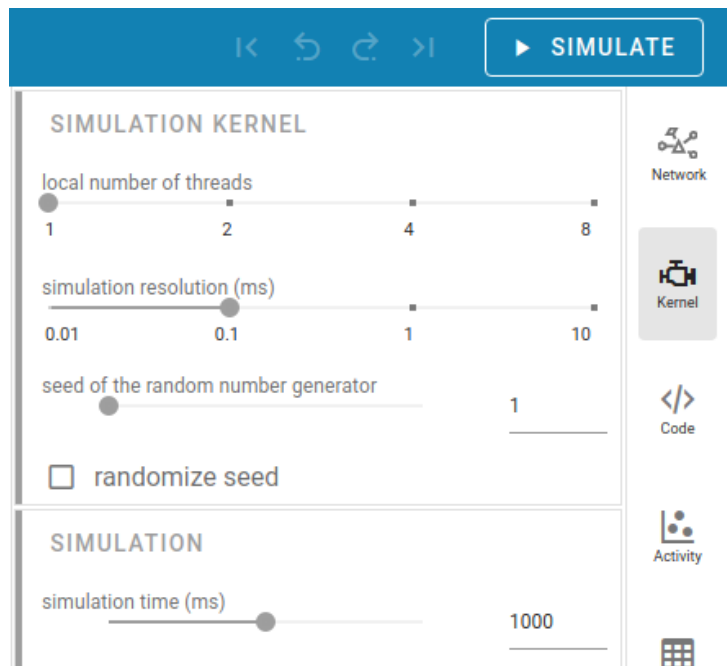 SIMULATE
SIMULATION KERNEL
local number of threads
1 2 4 8
simulation resolution (ms)
0.01 0.1 1 10
seed of the random number generator
1
randomize seed
SIMULATION
simulation time (ms)
1000
Network
Kernel
Code
Activity